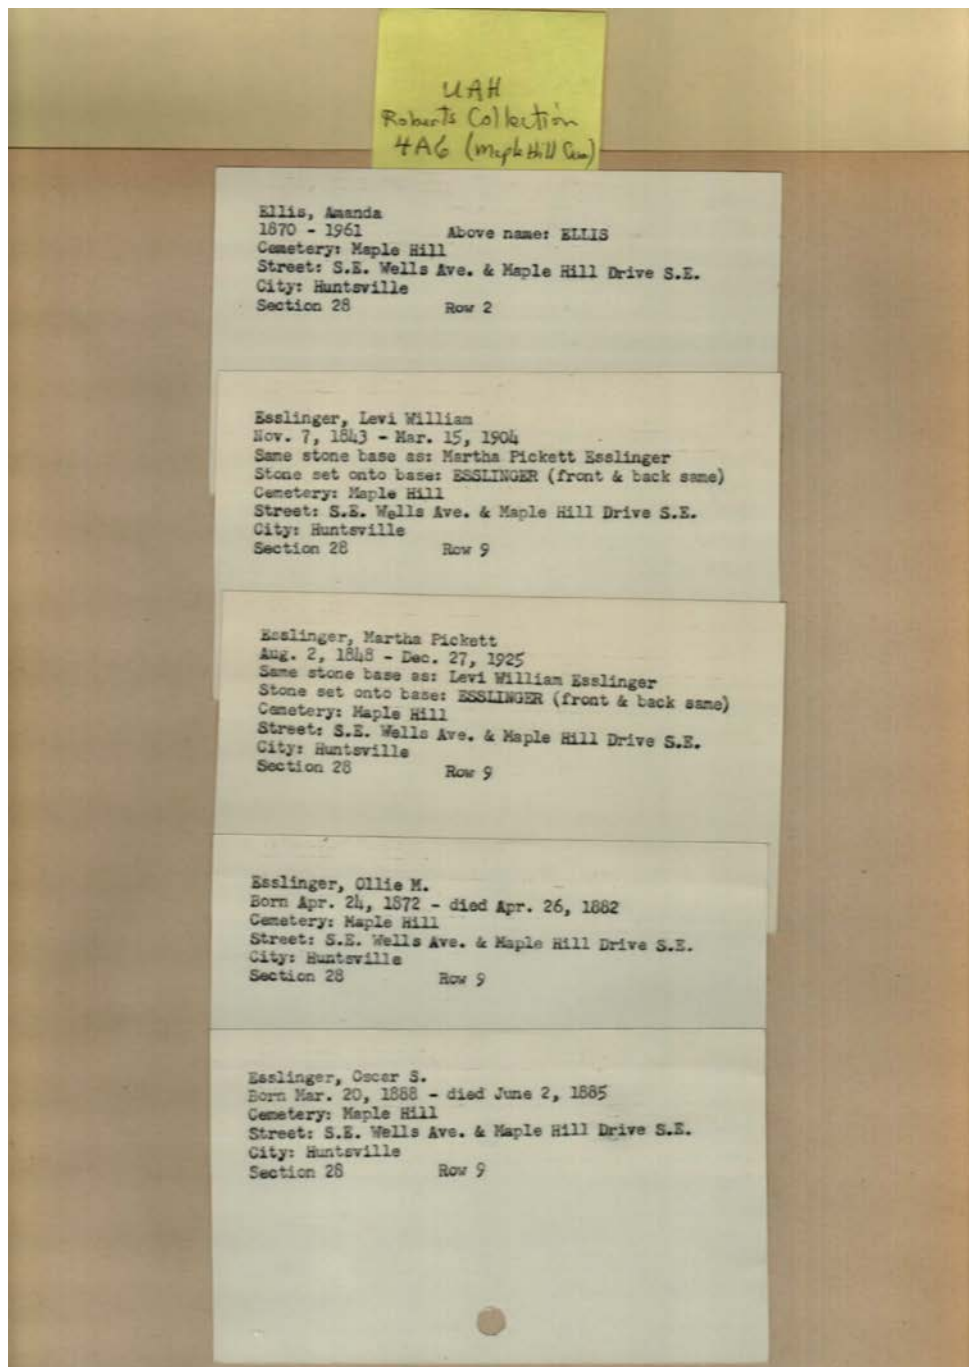 UAH
Roberts Collection
4A6 (Maple Hill Cem)
Ellis, Amanda
1870 - 1961 Above name: ELLIS
Cemetery: Maple Hill
Street: S.E. Wells Ave. & Maple Hill Drive S.E.
City: Huntsville
Section 28 Row 2
Esslinger, Levi William
Nov. 7, 1843 - Mar. 15, 1904
Same stone base as: Martha Pickett Esslinger
Stone set onto base: ESSLINGER (front & back same)
Cemetery: Maple Hill
Street: S.E. Wells Ave. & Maple Hill Drive S.E.
City: Huntsville
Section 28 Row 9
Esslinger, Martha Pickett
Aug. 2, 1848 - Dec. 27, 1925
Same stone base as: Levi William Esslinger
Stone set onto base: ESSLINGER (front & back same)
Cemetery: Maple Hill
Street: S.E. Wells Ave. & Maple Hill Drive S.E.
City: Huntsville
Section 28 Row 9
Esslinger, Ollie M.
Born Apr. 24, 1872 - died Apr. 26, 1882
Cemetery: Maple Hill
Street: S.E. Wells Ave. & Maple Hill Drive S.E.
City: Huntsville
Section 28 Row 9
Esslinger, Oscar S.
Born Mar. 20, 1888 - died June 2, 1885
Cemetery: Maple Hill
Street: S.E. Wells Ave. & Maple Hill Drive S.E.
City: Huntsville
Section 28 Row 9